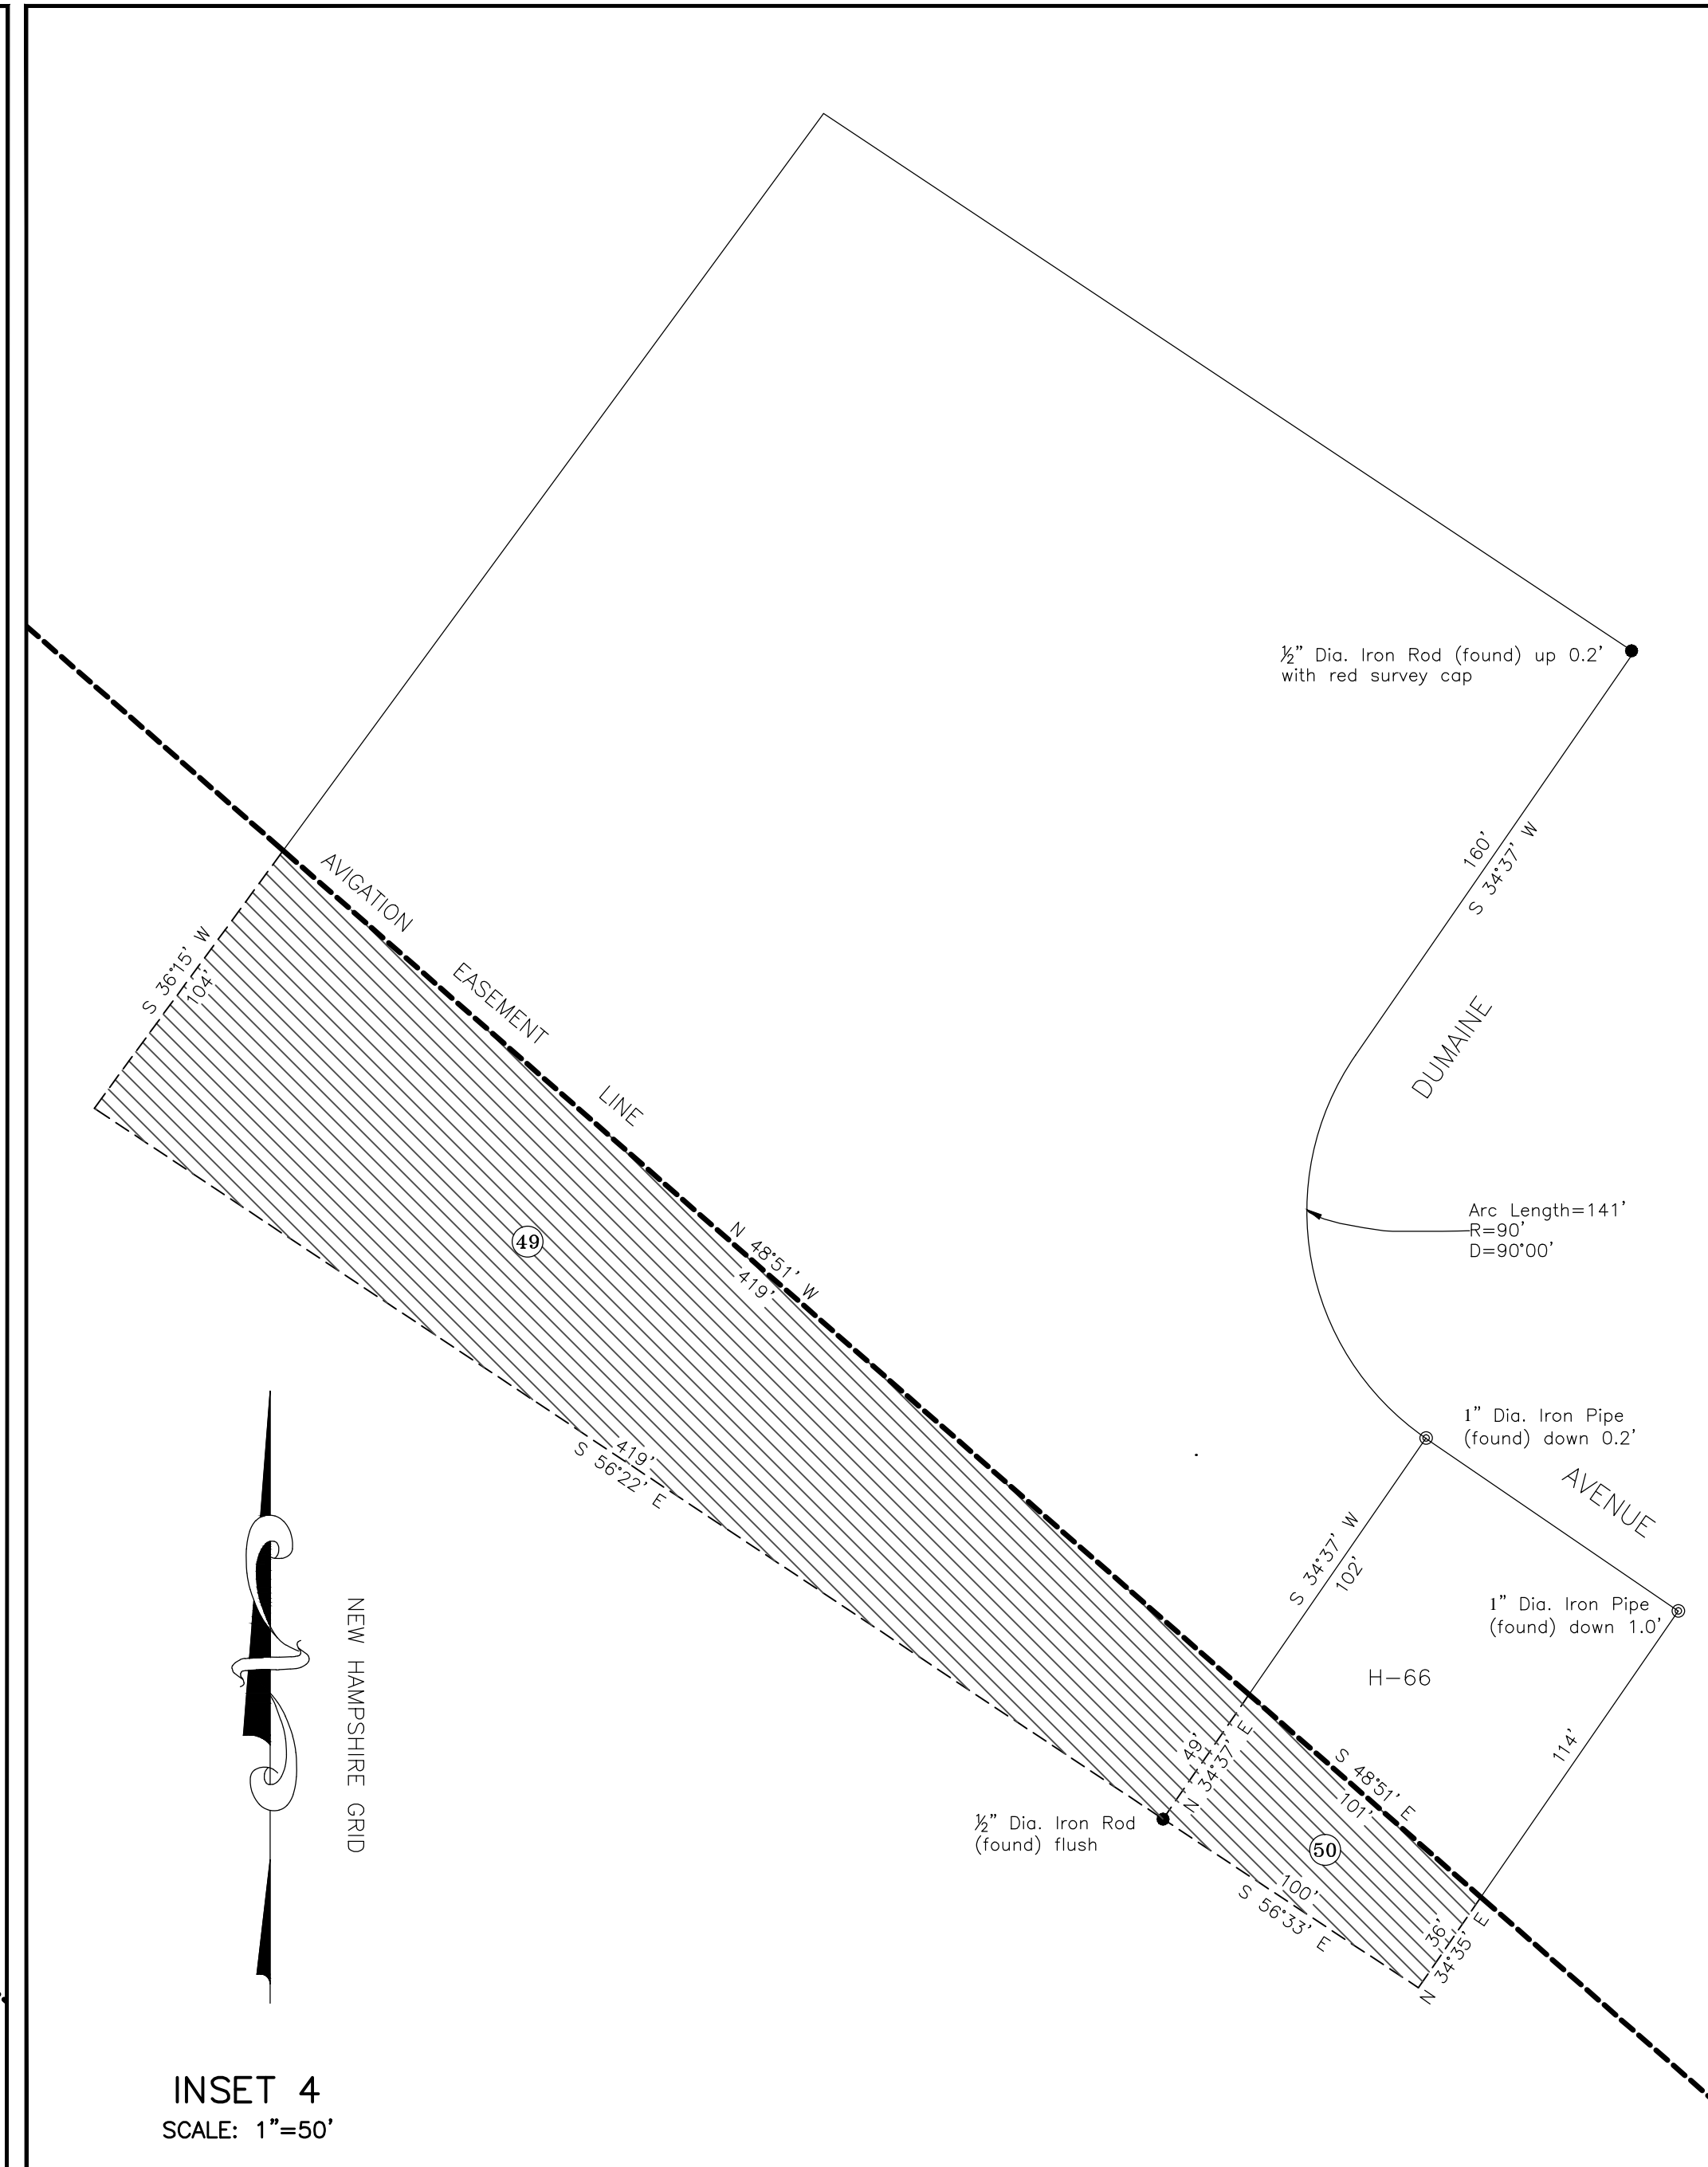 ½" Dia. Iron Rod (found) up 0.2'
with red survey cap
160'
S 34°37' W
AVIGATION
EASEMENT
LINE
S 36°15' W
104'
DUMAINE
Arc Length=141'
R=90'
D=90°00'
49
N 48°51' W
419'
419'
S 56°22' E
1" Dia. Iron Pipe
(found) down 0.2'
AVENUE
S 34°37' W
102'
1" Dia. Iron Pipe
(found) down 1.0'
H-66
114'
49'
N 34°37' E
S 48°51' E
101'
½" Dia. Iron Rod
(found) flush
50
100'
S 56°33' E
36'
N 34°35' E
NEW HAMPSHIRE GRID
INSET 4
SCALE: 1"=50'